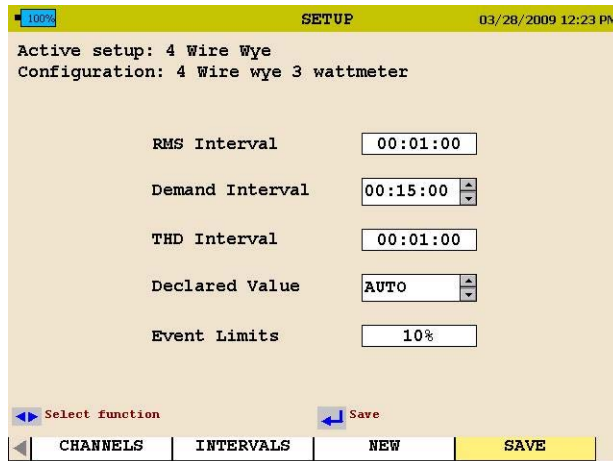 100% SETUP 03/28/2009 12:23 PM
Active setup: 4 Wire Wye
Configuration: 4 Wire wye 3 wattmeter
RMS Interval 00:01:00
Demand Interval 00:15:00
THD Interval 00:01:00
Declared Value AUTO
Event Limits 10%
Select function Save
CHANNELS INTERVALS NEW SAVE